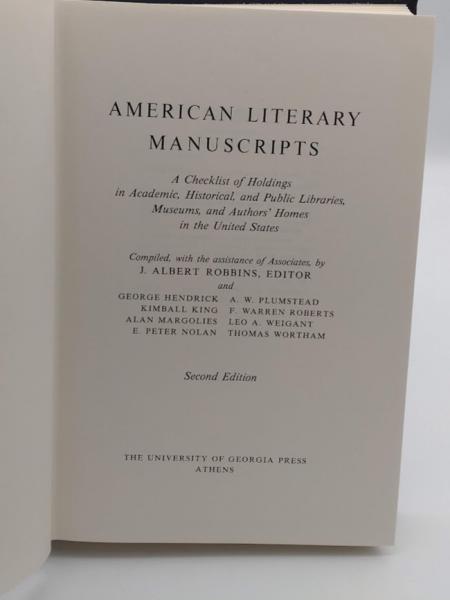 AMERICAN LITERARY
MANUSCRIPTS
A Checklist of Holdings
in Academic, Historical, and Public Libraries,
Museums, and Authors' Homes
in the United States
Compiled, with the assistance of Associates, by
J. ALBERT ROBBINS, EDITOR
and
GEORGE HENDRICK A. W. PLUMSTEAD
KIMBALL KING F. WARREN ROBERTS
ALAN MARGOLIES LEO A. WEIGANT
E. PETER NOLAN THOMAS WORTHAM
Second Edition
THE UNIVERSITY OF GEORGIA PRESS
ATHENS